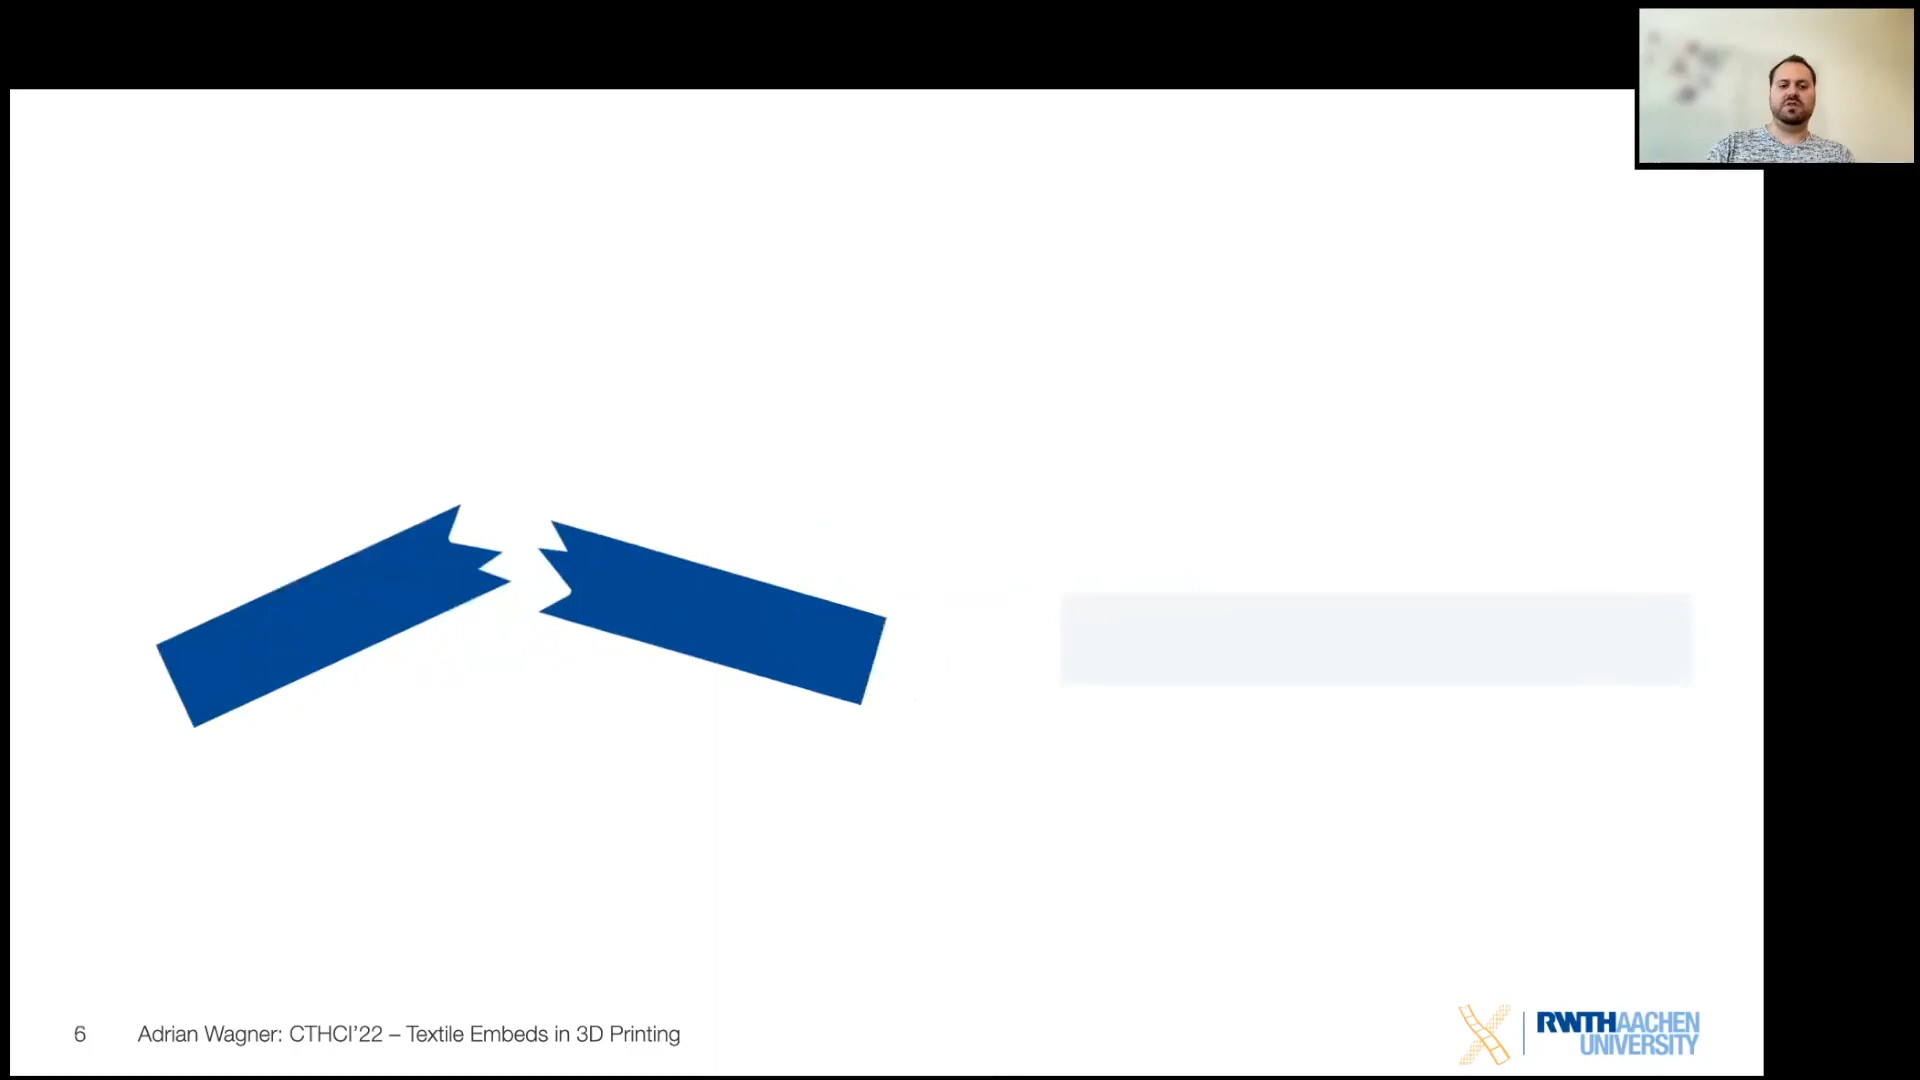 6 Adrian Wagner: CTHCI’22 – Textile Embeds in 3D Printing
RWTHAACHEN
UNIVERSITY